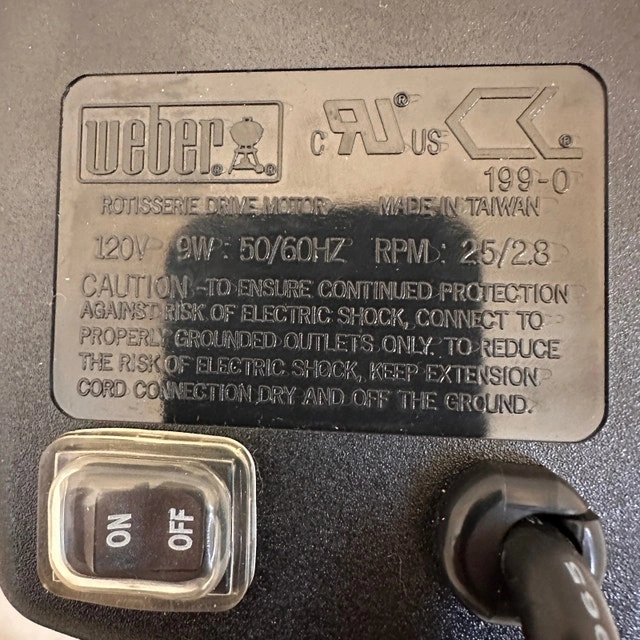 weber
c RU® US
199-0
ROTISSERIE DRIVE MOTOR MADE IN TAIWAN
120V 9W : 50/60HZ RPM : 2.5/2.8
CAUTION -TO ENSURE CONTINUED PROTECTION
AGAINST RISK OF ELECTRIC SHOCK, CONNECT TO
PROPERLY GROUNDED OUTLETS ONLY. TO REDUCE
THE RISK OF ELECTRIC SHOCK, KEEP EXTENSION
CORD CONNECTION DRY AND OFF THE GROUND.
ON OFF